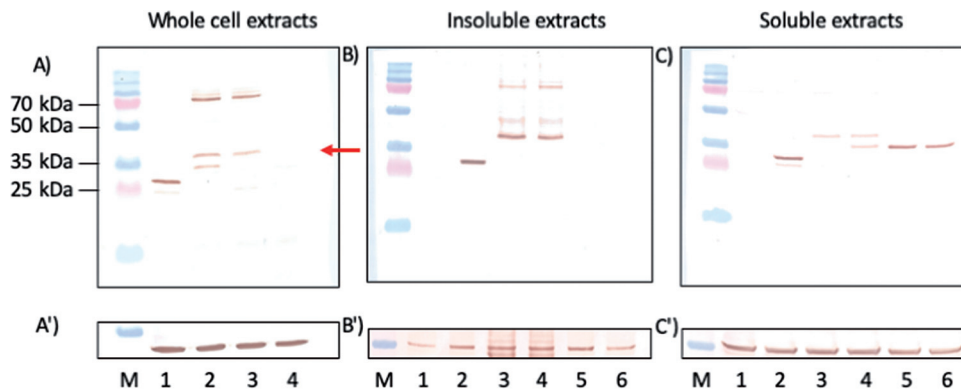 Whole cell extracts
Insoluble extracts
Soluble extracts
A)
B)
C)
70 kDa
50 kDa
35 kDa
25 kDa
A')
B')
C')
M 1 2 3 4
M 1 2 3 4 5 6
M 1 2 3 4 5 6